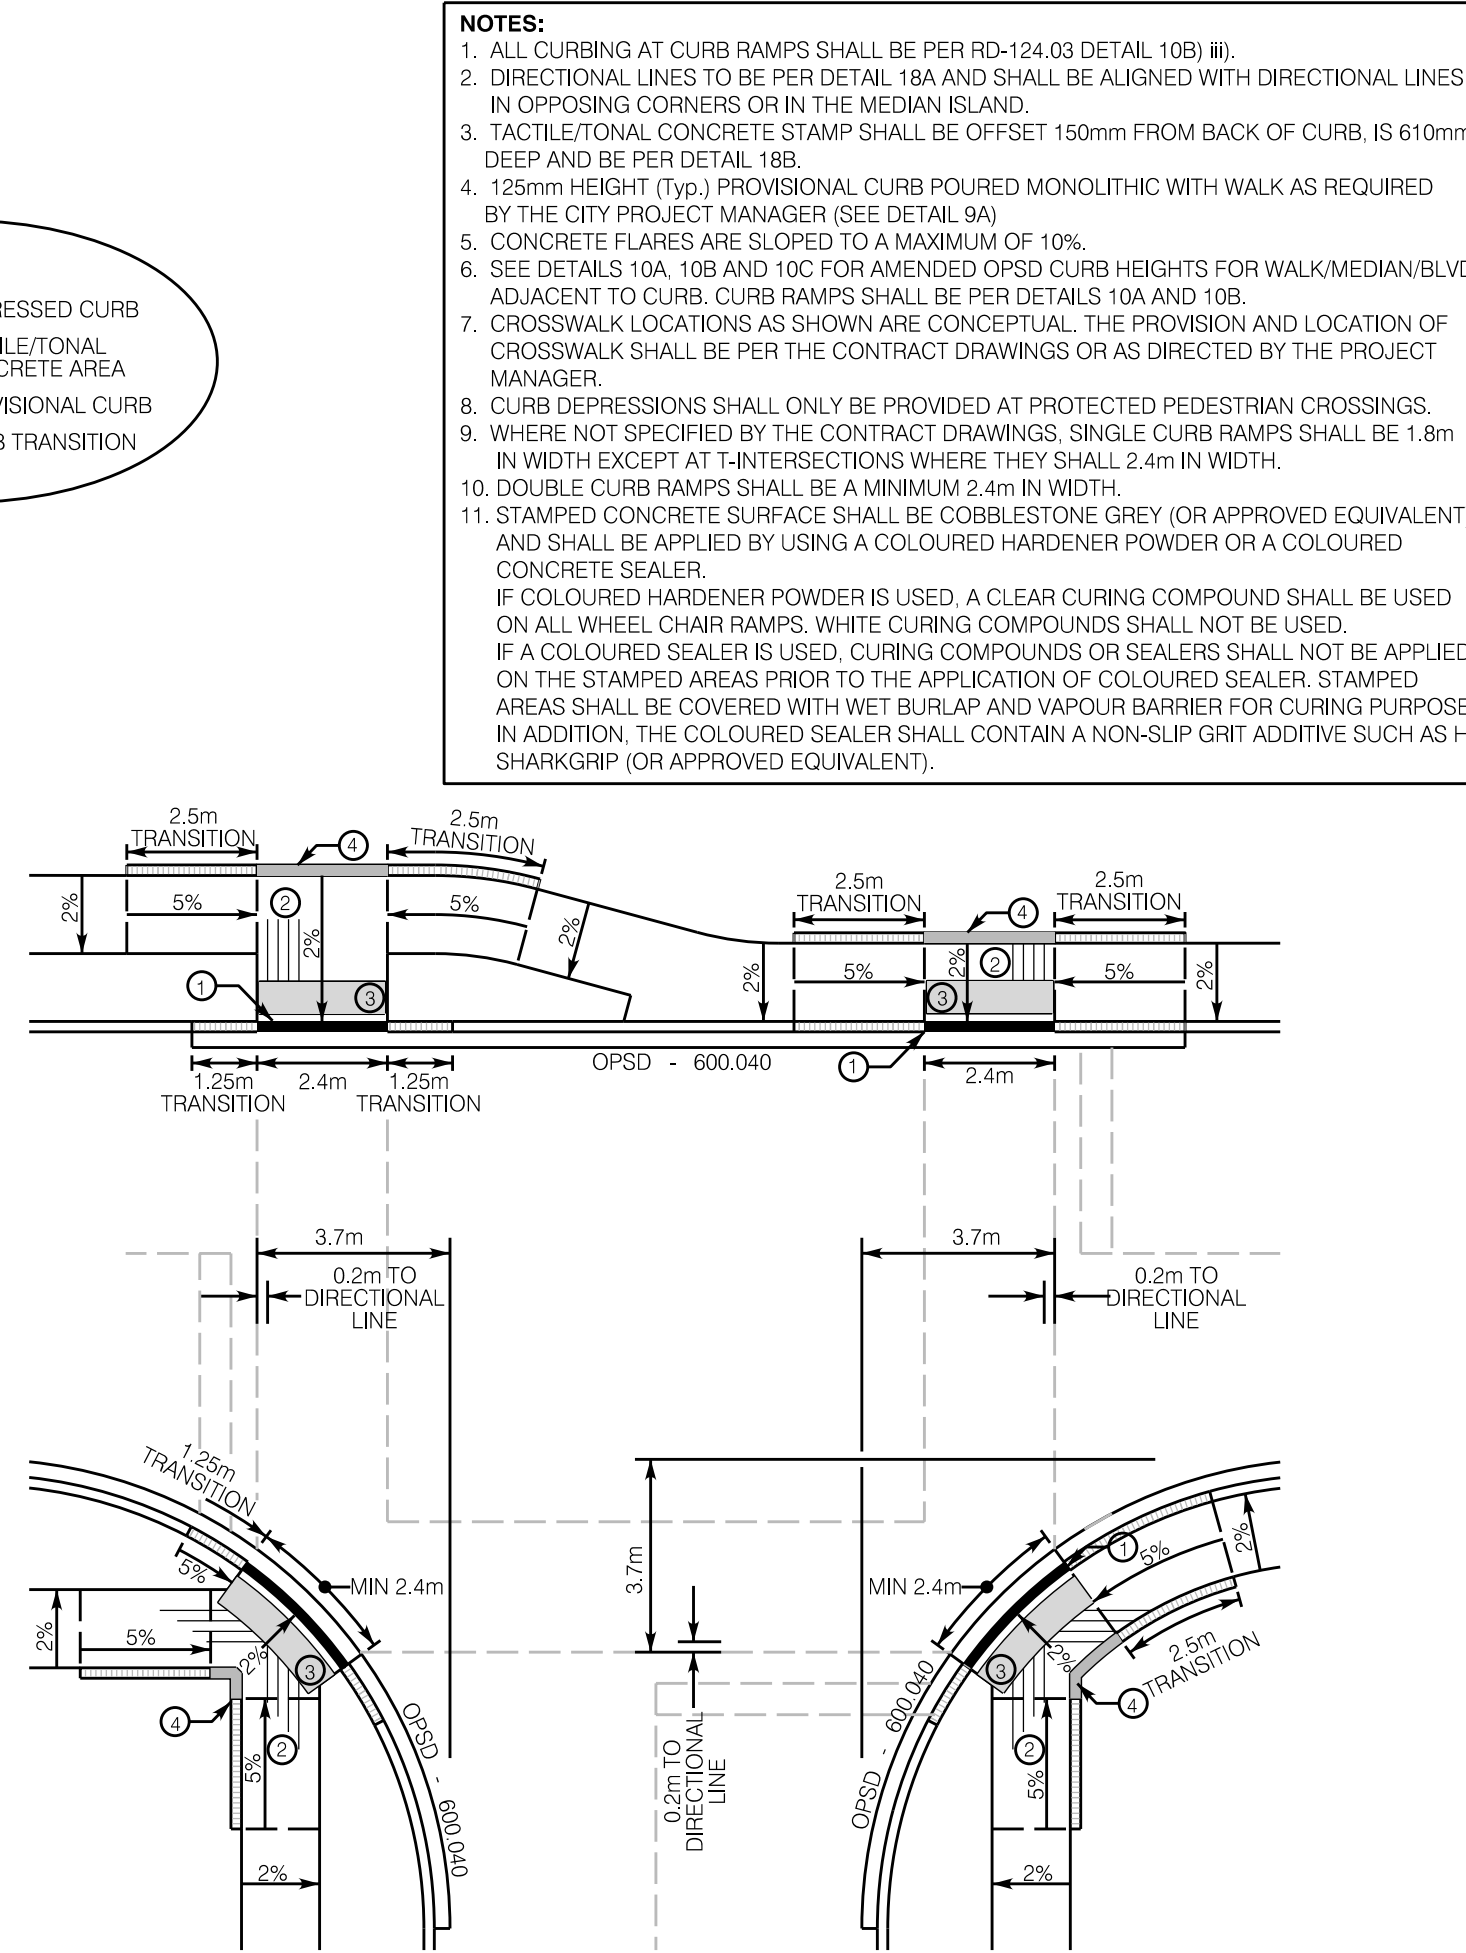 NOTES:
1. ALL CURBING AT CURB RAMPS SHALL BE PER RD-124.03 DETAIL 10B) iii).
2. DIRECTIONAL LINES TO BE PER DETAIL 18A AND SHALL BE ALIGNED WITH DIRECTIONAL LINES
IN OPPOSING CORNERS OR IN THE MEDIAN ISLAND.
3. TACTILE/TONAL CONCRETE STAMP SHALL BE OFFSET 150mm FROM BACK OF CURB, IS 610mm
DEEP AND BE PER DETAIL 18B.
4. 125mm HEIGHT (Typ.) PROVISIONAL CURB POURED MONOLITHIC WITH WALK AS REQUIRED
BY THE CITY PROJECT MANAGER (SEE DETAIL 9A)
5. CONCRETE FLARES ARE SLOPED TO A MAXIMUM OF 10%.
6. SEE DETAILS 10A, 10B AND 10C FOR AMENDED OPSD CURB HEIGHTS FOR WALK/MEDIAN/BLVD
ADJACENT TO CURB. CURB RAMPS SHALL BE PER DETAILS 10A AND 10B.
7. CROSSWALK LOCATIONS AS SHOWN ARE CONCEPTUAL. THE PROVISION AND LOCATION OF
CROSSWALK SHALL BE PER THE CONTRACT DRAWINGS OR AS DIRECTED BY THE PROJECT
MANAGER.
8. CURB DEPRESSIONS SHALL ONLY BE PROVIDED AT PROTECTED PEDESTRIAN CROSSINGS.
9. WHERE NOT SPECIFIED BY THE CONTRACT DRAWINGS, SINGLE CURB RAMPS SHALL BE 1.8m
IN WIDTH EXCEPT AT T-INTERSECTIONS WHERE THEY SHALL 2.4m IN WIDTH.
10. DOUBLE CURB RAMPS SHALL BE A MINIMUM 2.4m IN WIDTH.
11. STAMPED CONCRETE SURFACE SHALL BE COBBLESTONE GREY (OR APPROVED EQUIVALENT
AND SHALL BE APPLIED BY USING A COLOURED HARDENER POWDER OR A COLOURED
CONCRETE SEALER.
IF COLOURED HARDENER POWDER IS USED, A CLEAR CURING COMPOUND SHALL BE USED
ON ALL WHEEL CHAIR RAMPS. WHITE CURING COMPOUNDS SHALL NOT BE USED.
IF A COLOURED SEALER IS USED, CURING COMPOUNDS OR SEALERS SHALL NOT BE APPLIED
ON THE STAMPED AREAS PRIOR TO THE APPLICATION OF COLOURED SEALER. STAMPED
AREAS SHALL BE COVERED WITH WET BURLAP AND VAPOUR BARRIER FOR CURING PURPOSE
IN ADDITION, THE COLOURED SEALER SHALL CONTAIN A NON-SLIP GRIT ADDITIVE SUCH AS H
SHARKGRIP (OR APPROVED EQUIVALENT).
RESSED CURB
ILE/TONAL
CRETE AREA
VISIONAL CURB
B TRANSITION
2.5m
TRANSITION
4
2.5m
TRANSITION
2%
5%
2
2%
5%
2%
1
3
2.5m
TRANSITION
4
2.5m
TRANSITION
2%
5%
2%
2
5%
2%
3
1
1.25m
TRANSITION
2.4m
1.25m
TRANSITION
OPSD - 600.040
2.4m
3.7m
0.2m TO
DIRECTIONAL
LINE
3.7m
0.2m TO
DIRECTIONAL
LINE
1.25m
TRANSITION
5%
MIN 2.4m
2%
5%
2%
3
4
2
5%
2%
OPSD - 600.040
3.7m
0.2m TO
DIRECTIONAL
LINE
MIN 2.4m
1
5%
2%
2%
3
2.5m
TRANSITION
4
2
5%
2%
OPSD - 600.040